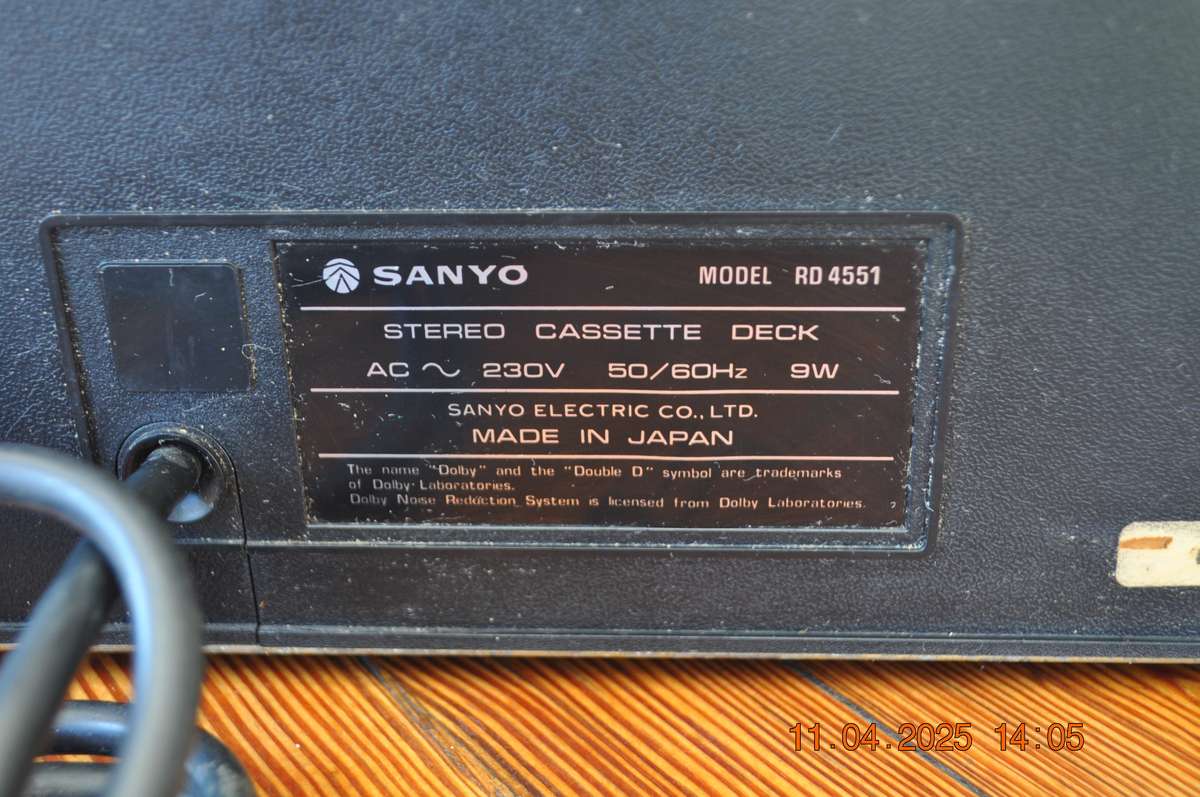 SANYO MODEL RD 4551
STEREO CASSETTE DECK
AC ~ 230V 50/60Hz 9W
SANYO ELECTRIC CO., LTD.
MADE IN JAPAN
The name "Dolby" and the "Double D" symbol are trademarks
of Dolby Laboratories.
Dolby Noise Reduction System is licensed from Dolby Laboratories.
11.04.2025 14:05